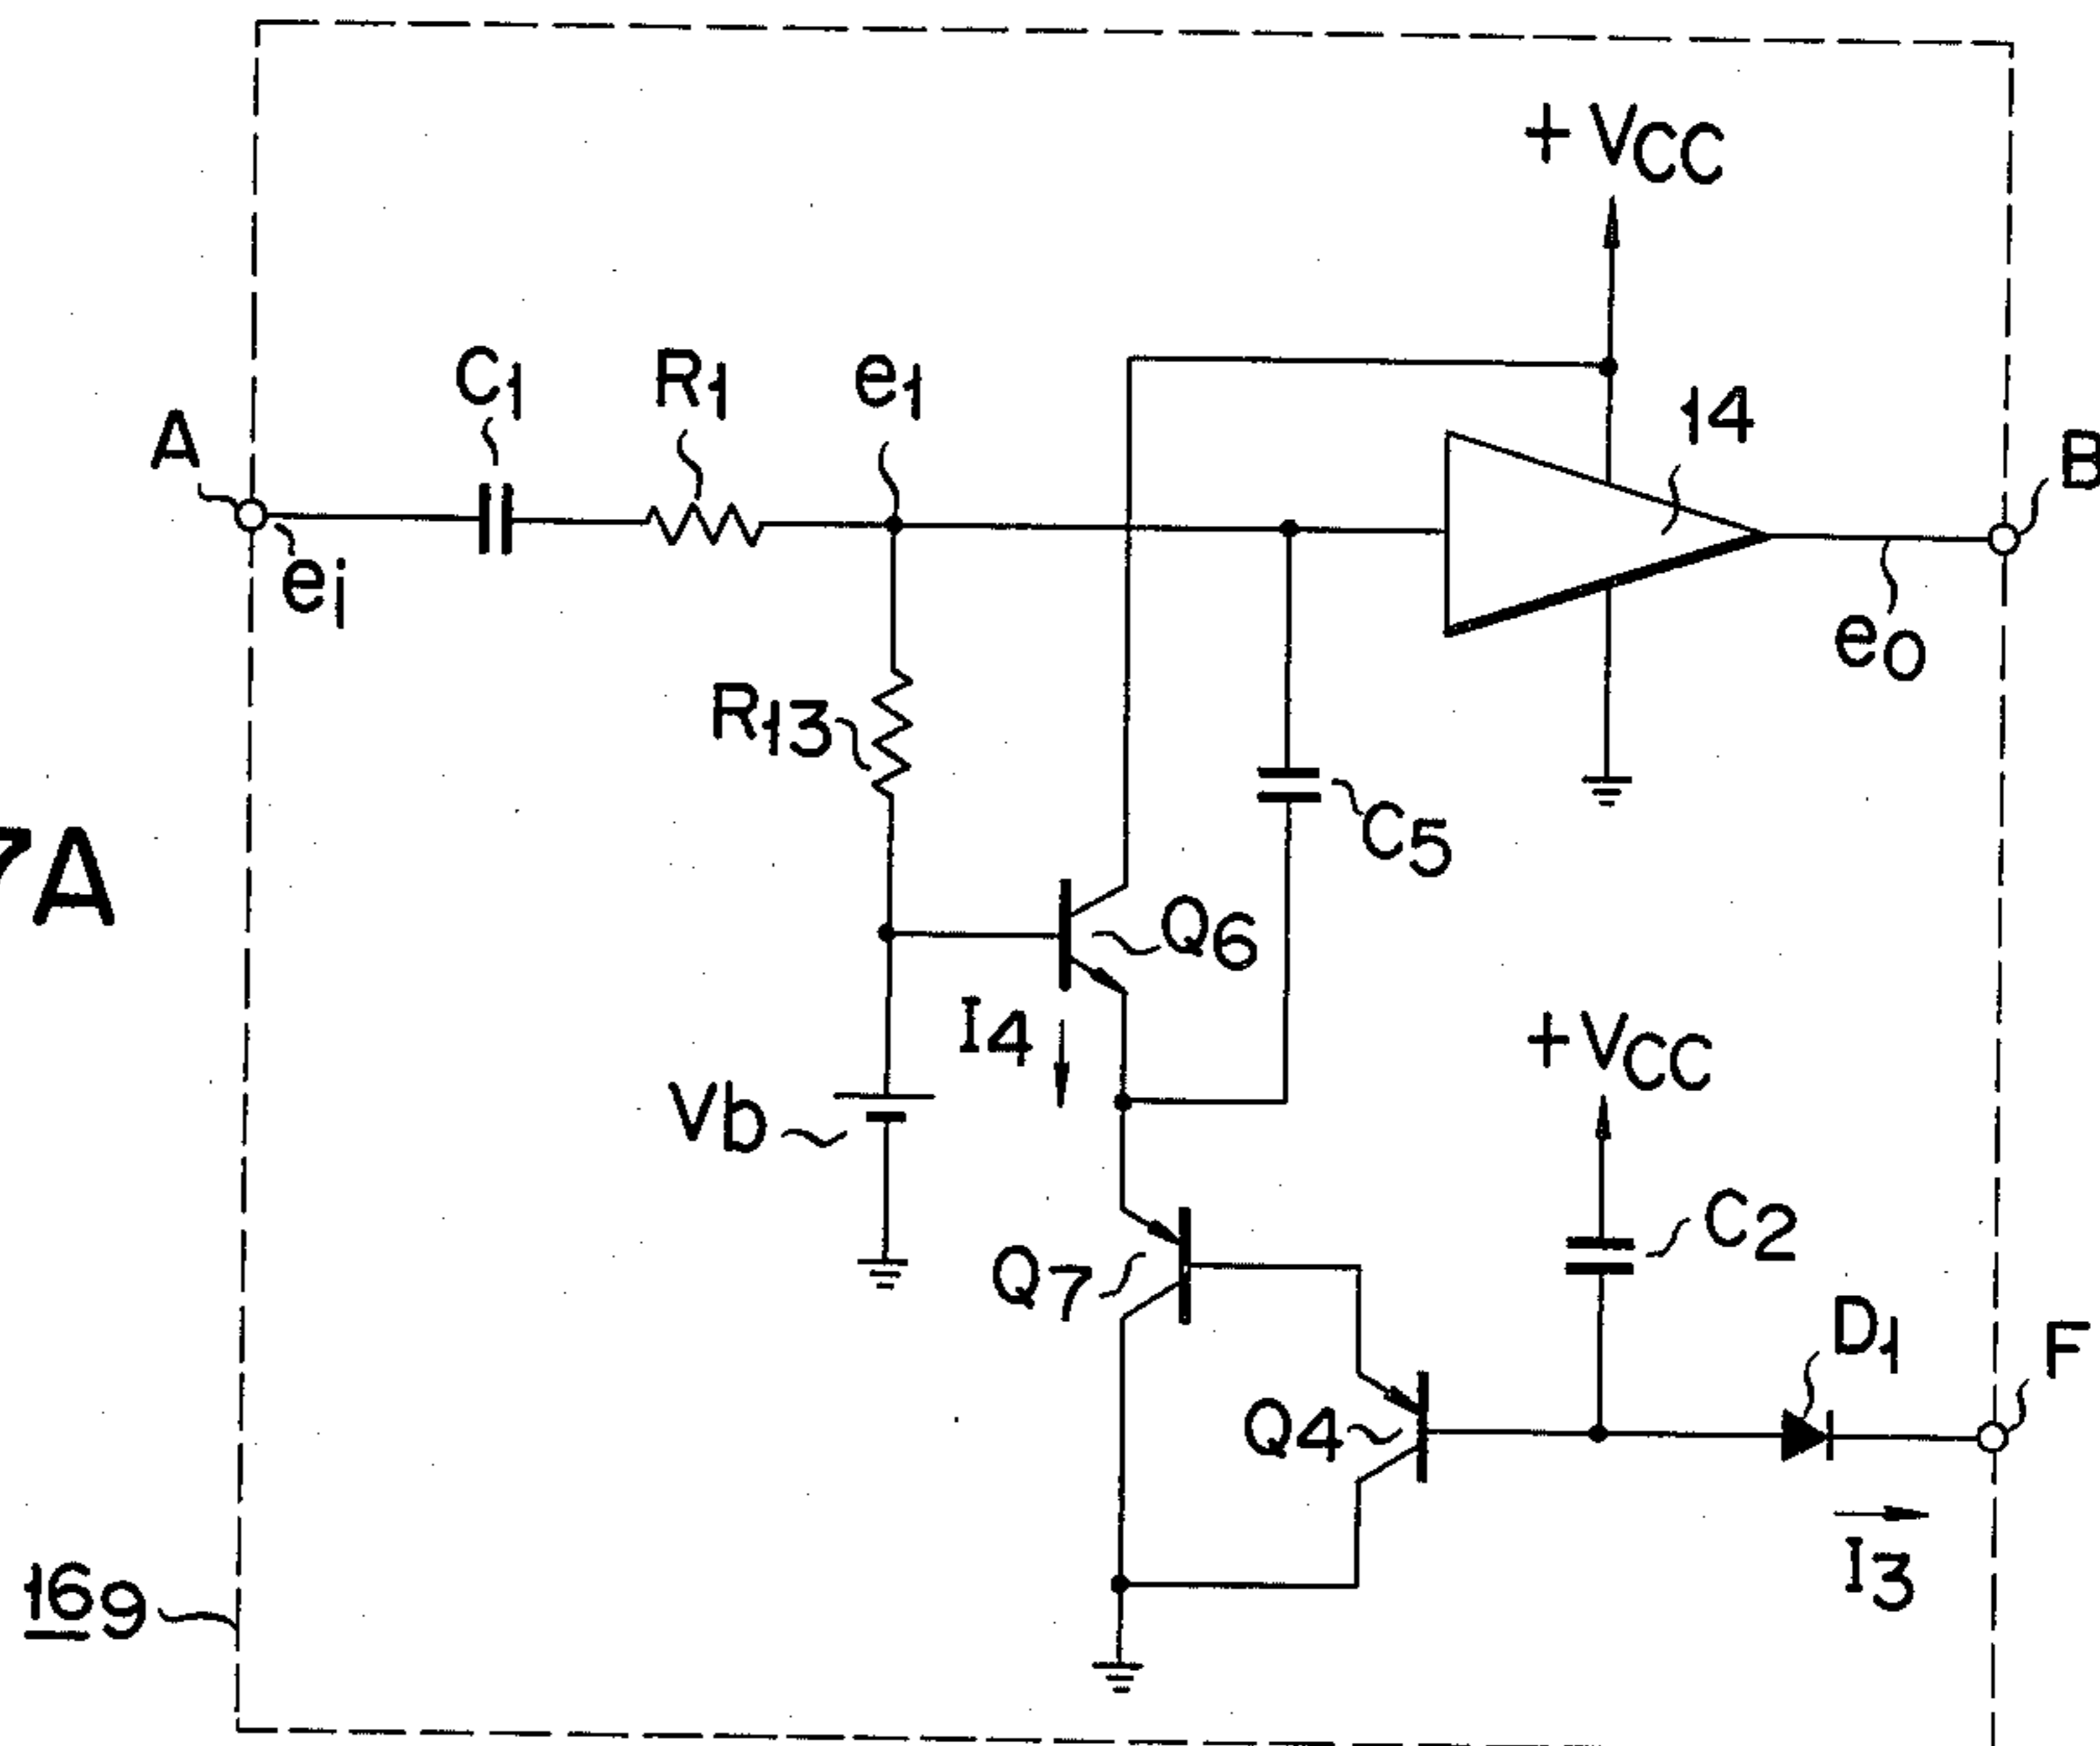 +VCC
C1
R1
e1
14
A
B
ei
eO
R13
C5
7A
Q6
I4
+VCC
Vb
C2
Q7
D1
F
Q4
I3
169